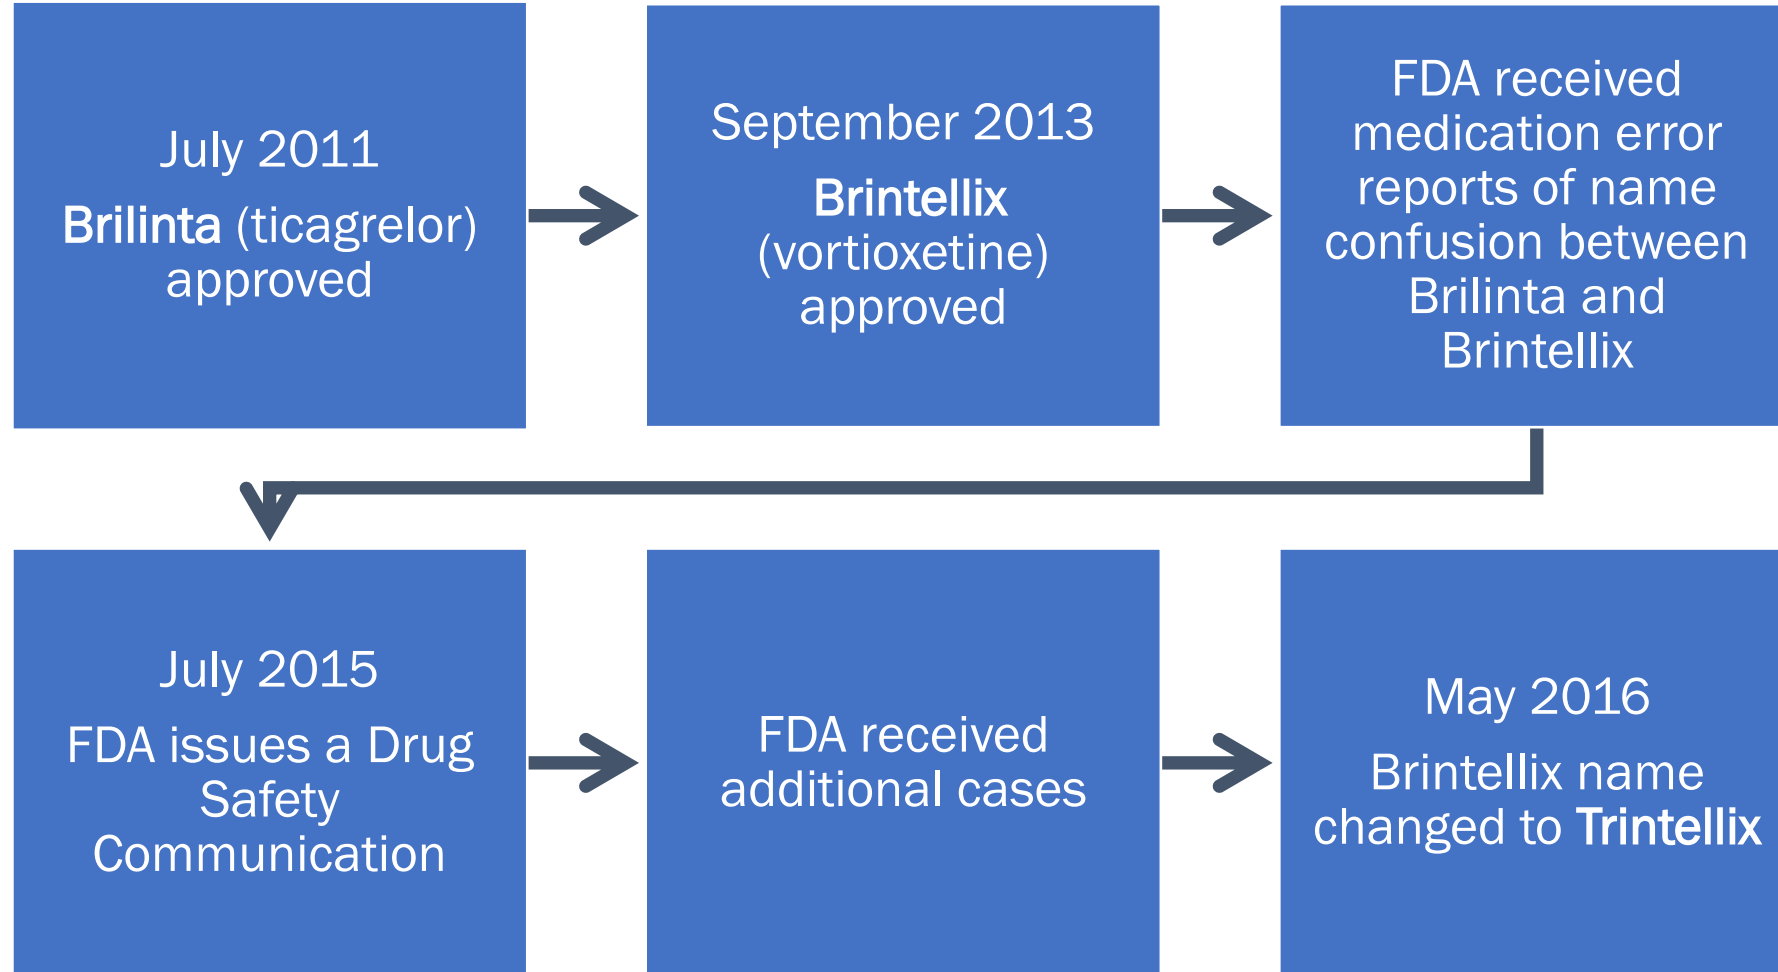 July 2011
Brilinta (ticagrelor)
approved
September 2013
Brintellix
(vortioxetine)
approved
FDA received
medication error
reports of name
confusion between
Brilinta and
Brintellix
July 2015
FDA issues a Drug
Safety
Communication
FDA received
additional cases
May 2016
Brintellix name
changed to Trintellix